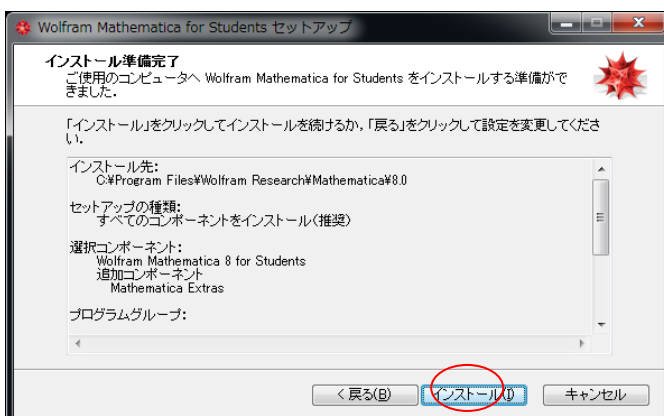 Wolfram Mathematica for Students セットアップ
インストール準備完了
ご使用のコンピュータへ Wolfram Mathematica for Students をインストールする準備がで
きました.
「インストール」をクリックしてインストールを続けるか,「戻る」をクリックして設定を変更してくださ
い.
インストール先:
C:¥Program Files¥Wolfram Research¥Mathematica¥8.0
セットアップの種類:
すべてのコンポーネントをインストール(推奨)
選択コンポーネント:
Wolfram Mathematica 8 for Students
追加コンポーネント
Mathematica Extras
プログラムグループ:
< 戻る(B) インストール(I) キャンセル